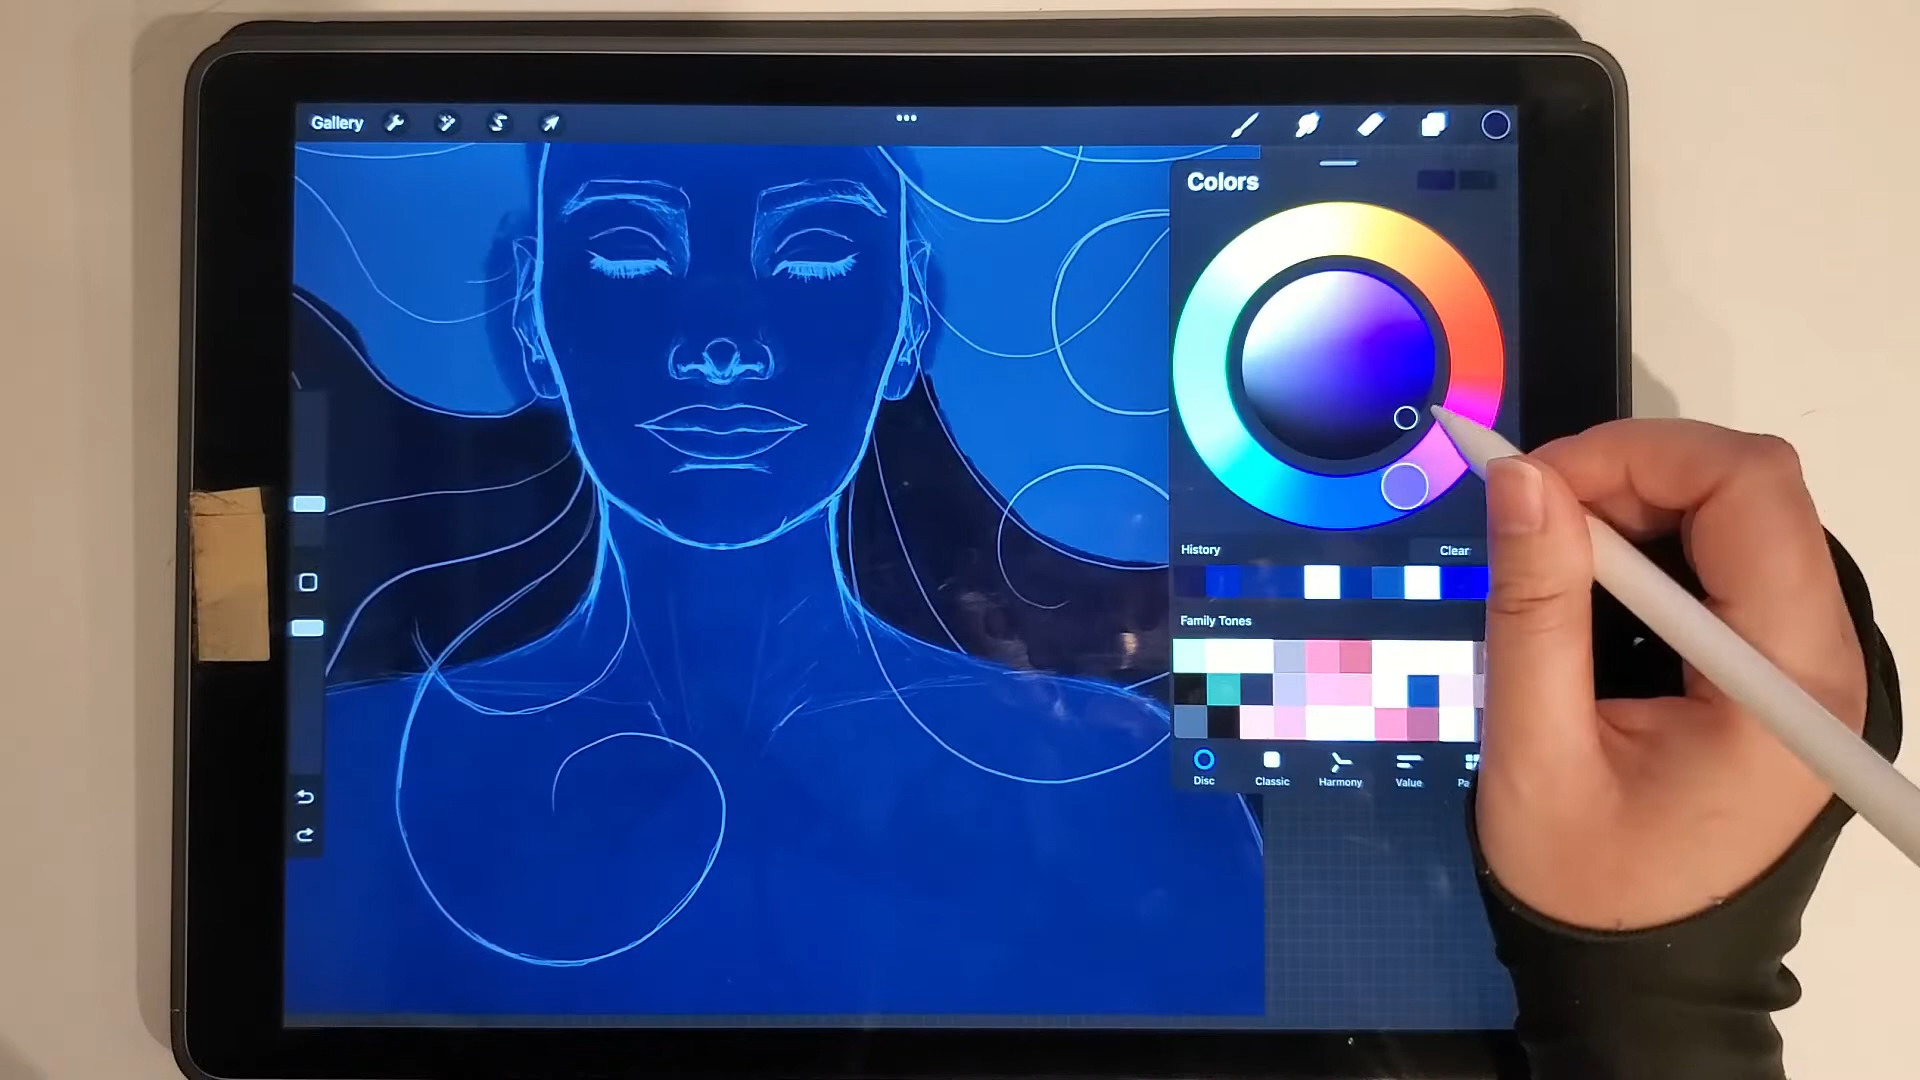 Gallery
Colors
History Clear
Family Tones
Disc Classic Harmony Value